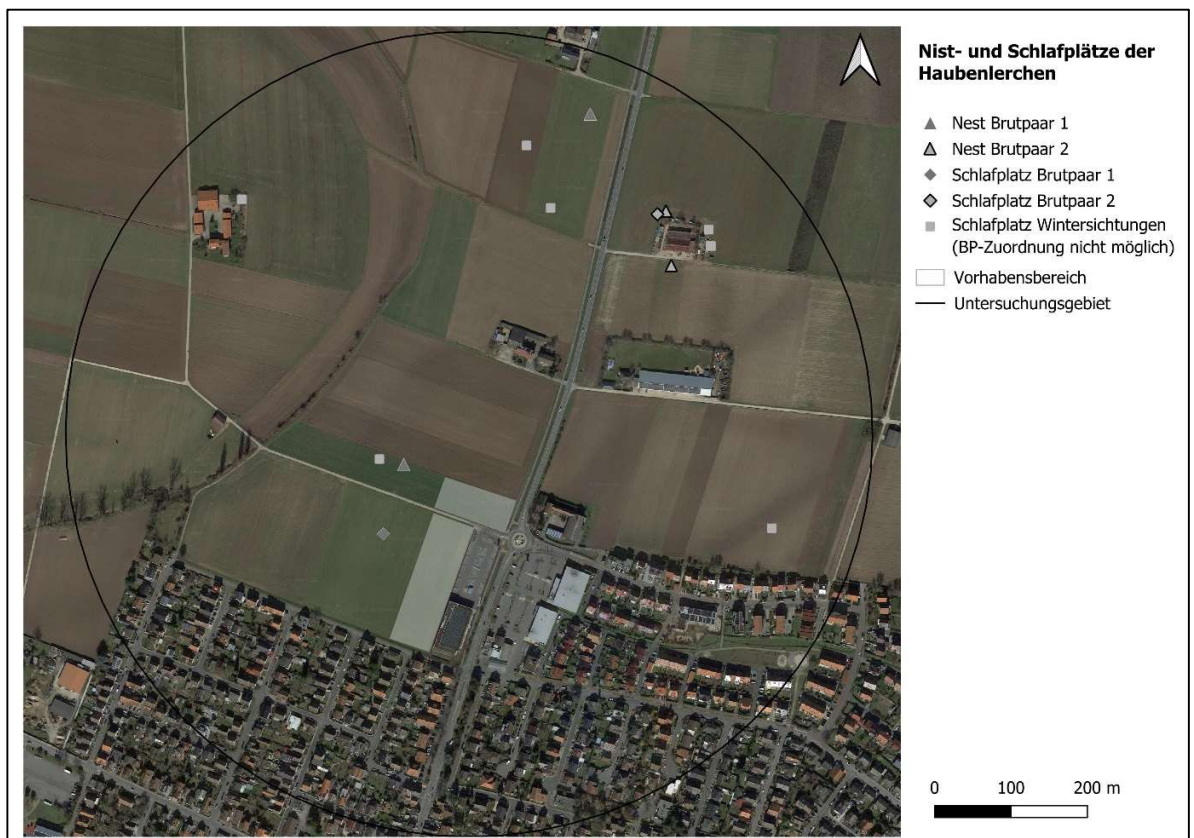 Nist- und Schlafplätze der
Haubenlerchen
Nest Brutpaar 1
Nest Brutpaar 2
Schlafplatz Brutpaar 1
Schlafplatz Brutpaar 2
Schlafplatz Wintersichtungen
(BP-Zuordnung nicht möglich)
Vorhabensbereich
Untersuchungsgebiet
0 100 200 m